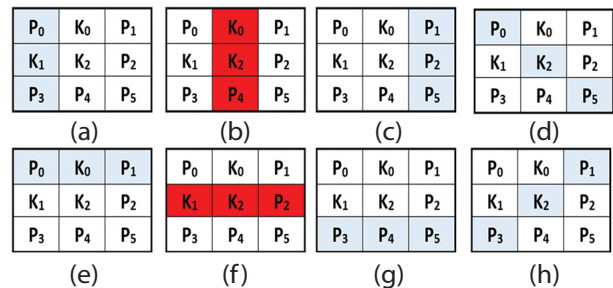 P₀ K₀ P₁ P₀ K₀ P₁ P₀ K₀ P₁ P₀ K₀ P₁
K₁ K₂ P₂ K₁ K₂ P₂ K₁ K₂ P₂ K₁ K₂ P₂
P₃ P₄ P₅ P₃ P₄ P₅ P₃ P₄ P₅ P₃ P₄ P₅
(a) (b) (c) (d)
P₀ K₀ P₁ P₀ K₀ P₁ P₀ K₀ P₁ P₀ K₀ P₁
K₁ K₂ P₂ K₁ K₂ P₂ K₁ K₂ P₂ K₁ K₂ P₂
P₃ P₄ P₅ P₃ P₄ P₅ P₃ P₄ P₅ P₃ P₄ P₅
(e) (f) (g) (h)